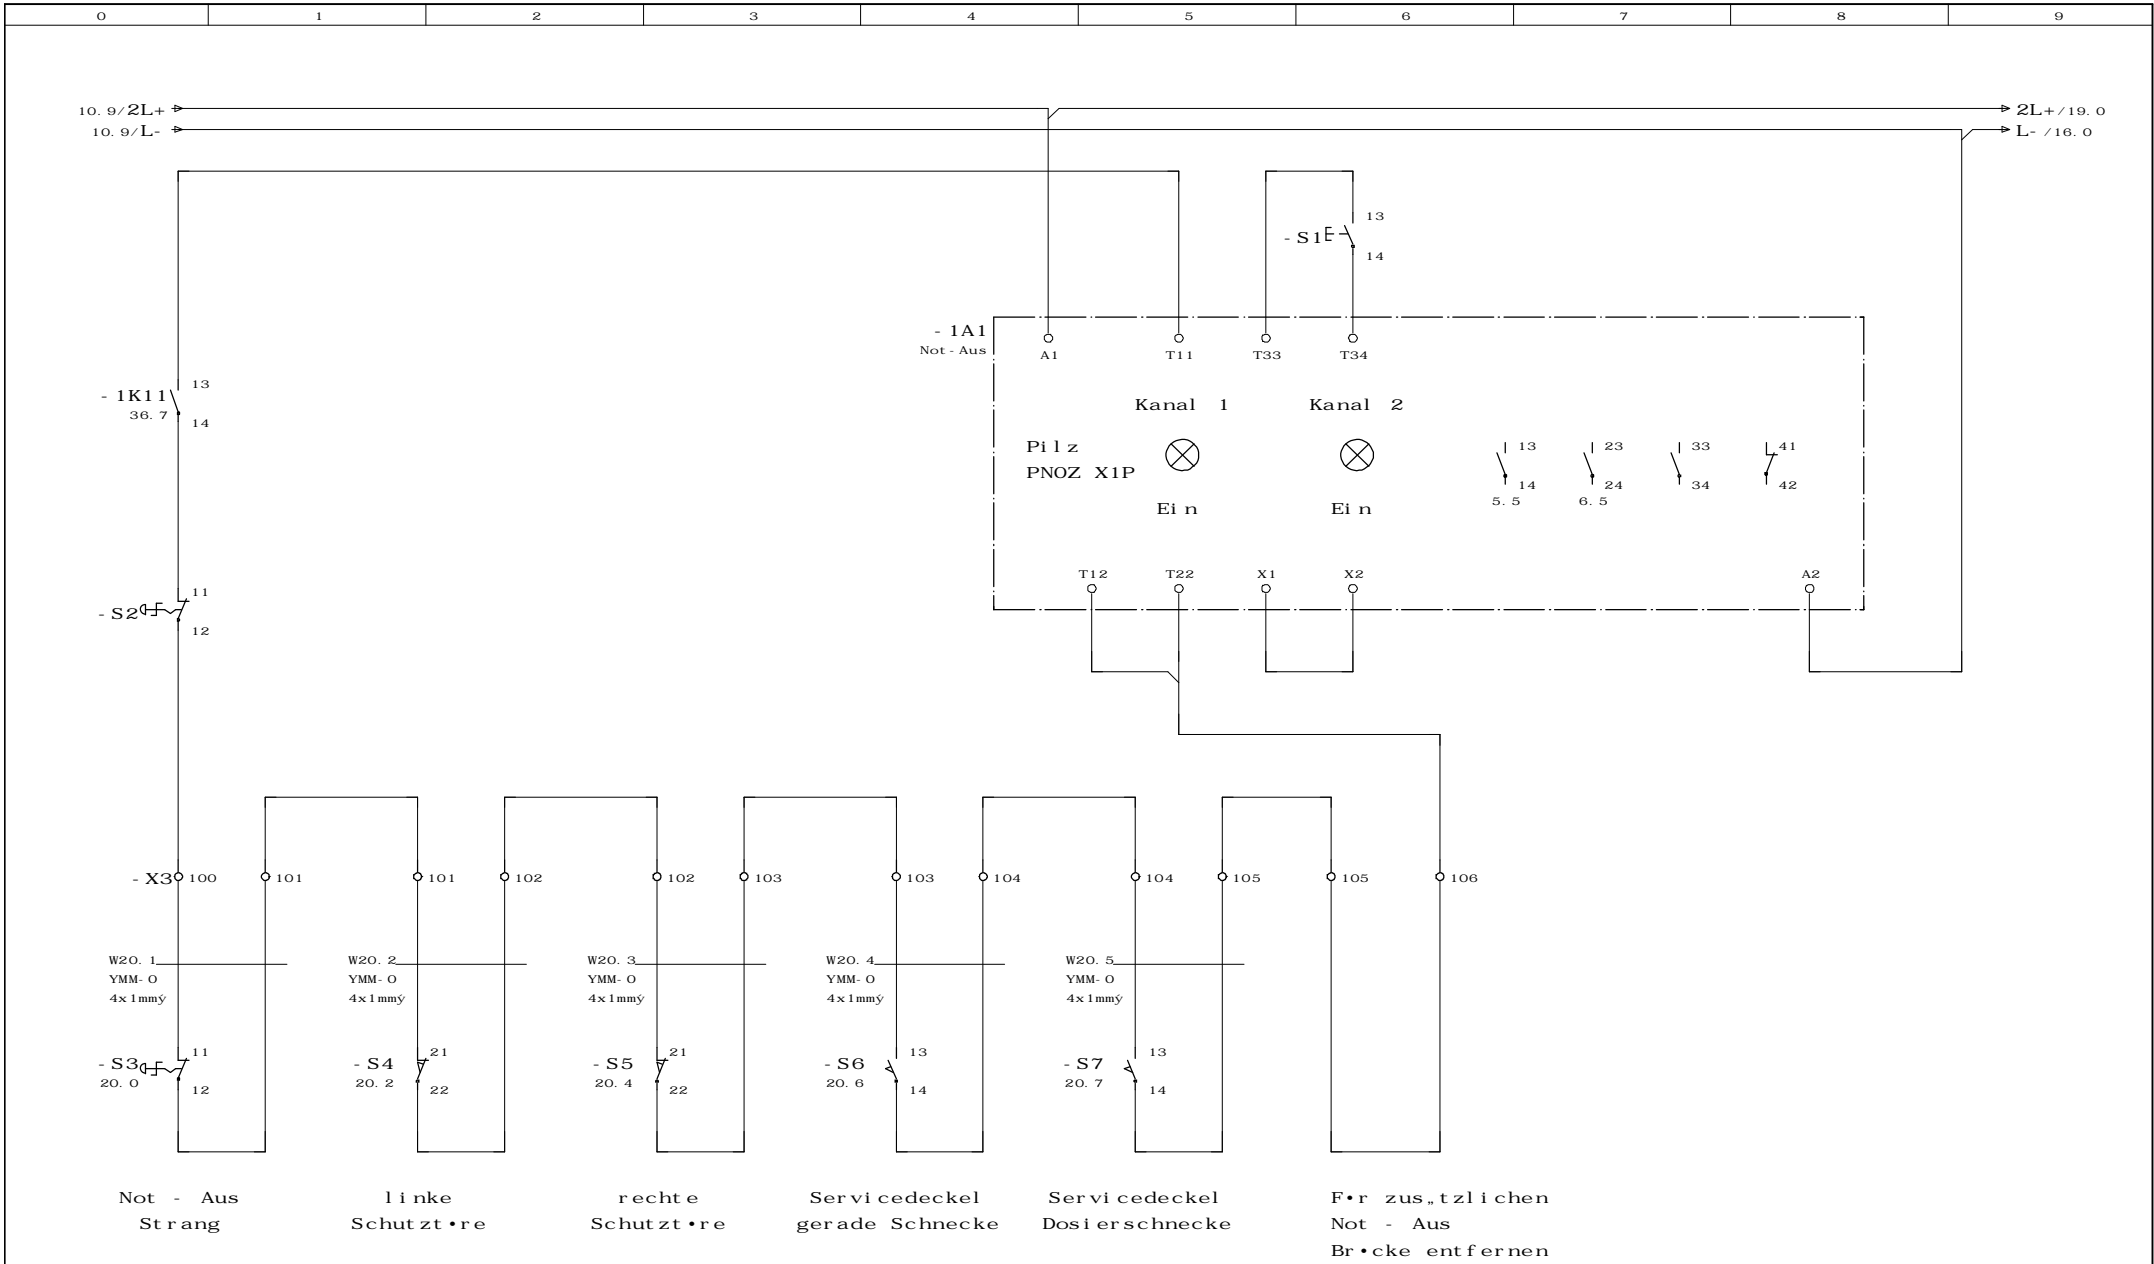 0 1 2 3 4 5 6 7 8 9
10.9/2L+ 2L+/19.0
10.9/L- L-/16.0
13
-S1
14
-1A1
Not-Aus
A1 T11 T33 T34
13
-1K11
36.7
14
Kanal 1 Kanal 2
Pilz
PNOZ X1P
13 23 33 41
14 24 34 42
5.5 6.5
Ein Ein
T12 T22 X1 X2 A2
11
-S2
12
-X3 100 101 101 102 102 103 103 104 104 105 105 106
W20.1 W20.2 W20.3 W20.4 W20.5
YMM-O YMM-O YMM-O YMM-O YMM-O
4x1mmý 4x1mmý 4x1mmý 4x1mmý 4x1mmý
11 21 21 13 13
-S3 -S4 -S5 -S6 -S7
20.0 20.2 20.4 20.6 20.7
12 22 22 14 14
Not - Aus linke rechte Servicedeckel Servicedeckel F•r zus„tzlichen
Strang Schutzt•re Schutzt•re gerade Schnecke Dosierschnecke Not - Aus
Br•cke entfernen